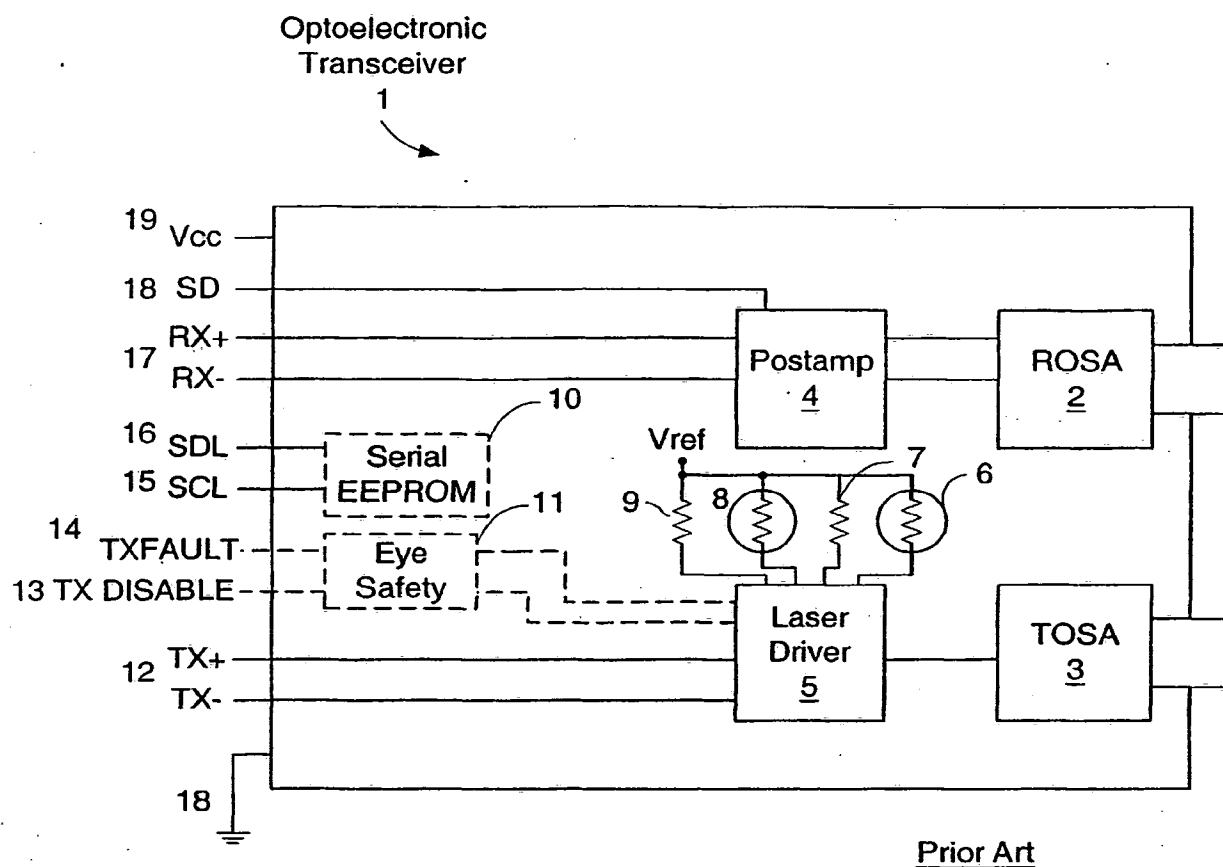 Optoelectronic
Transceiver
1
19
Vcc
18 SD
RX+
17
RX-
Postamp
4
ROSA
2
16
SDL
15 SCL
Serial
EEPROM
10
Vref
9
8
7
6
14
TXFAULT
13 TX DISABLE
Eye
Safety
11
12 TX+
TX-
Laser
Driver
5
TOSA
3
18
Prior Art